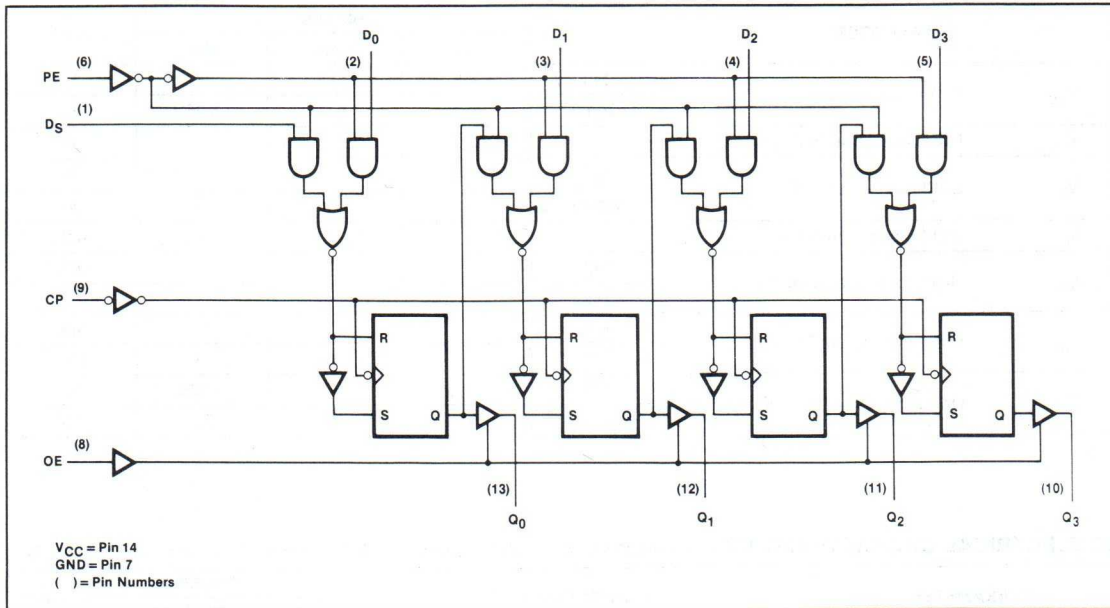 D0 D1 D2 D3
PE (6) (2) (3) (4) (5)
DS (1)
CP (9)
R R R R
S Q S Q S Q S Q
OE (8)
(13) (12) (11) (10)
Q0 Q1 Q2 Q3
VCC = Pin 14
GND = Pin 7
( ) = Pin Numbers